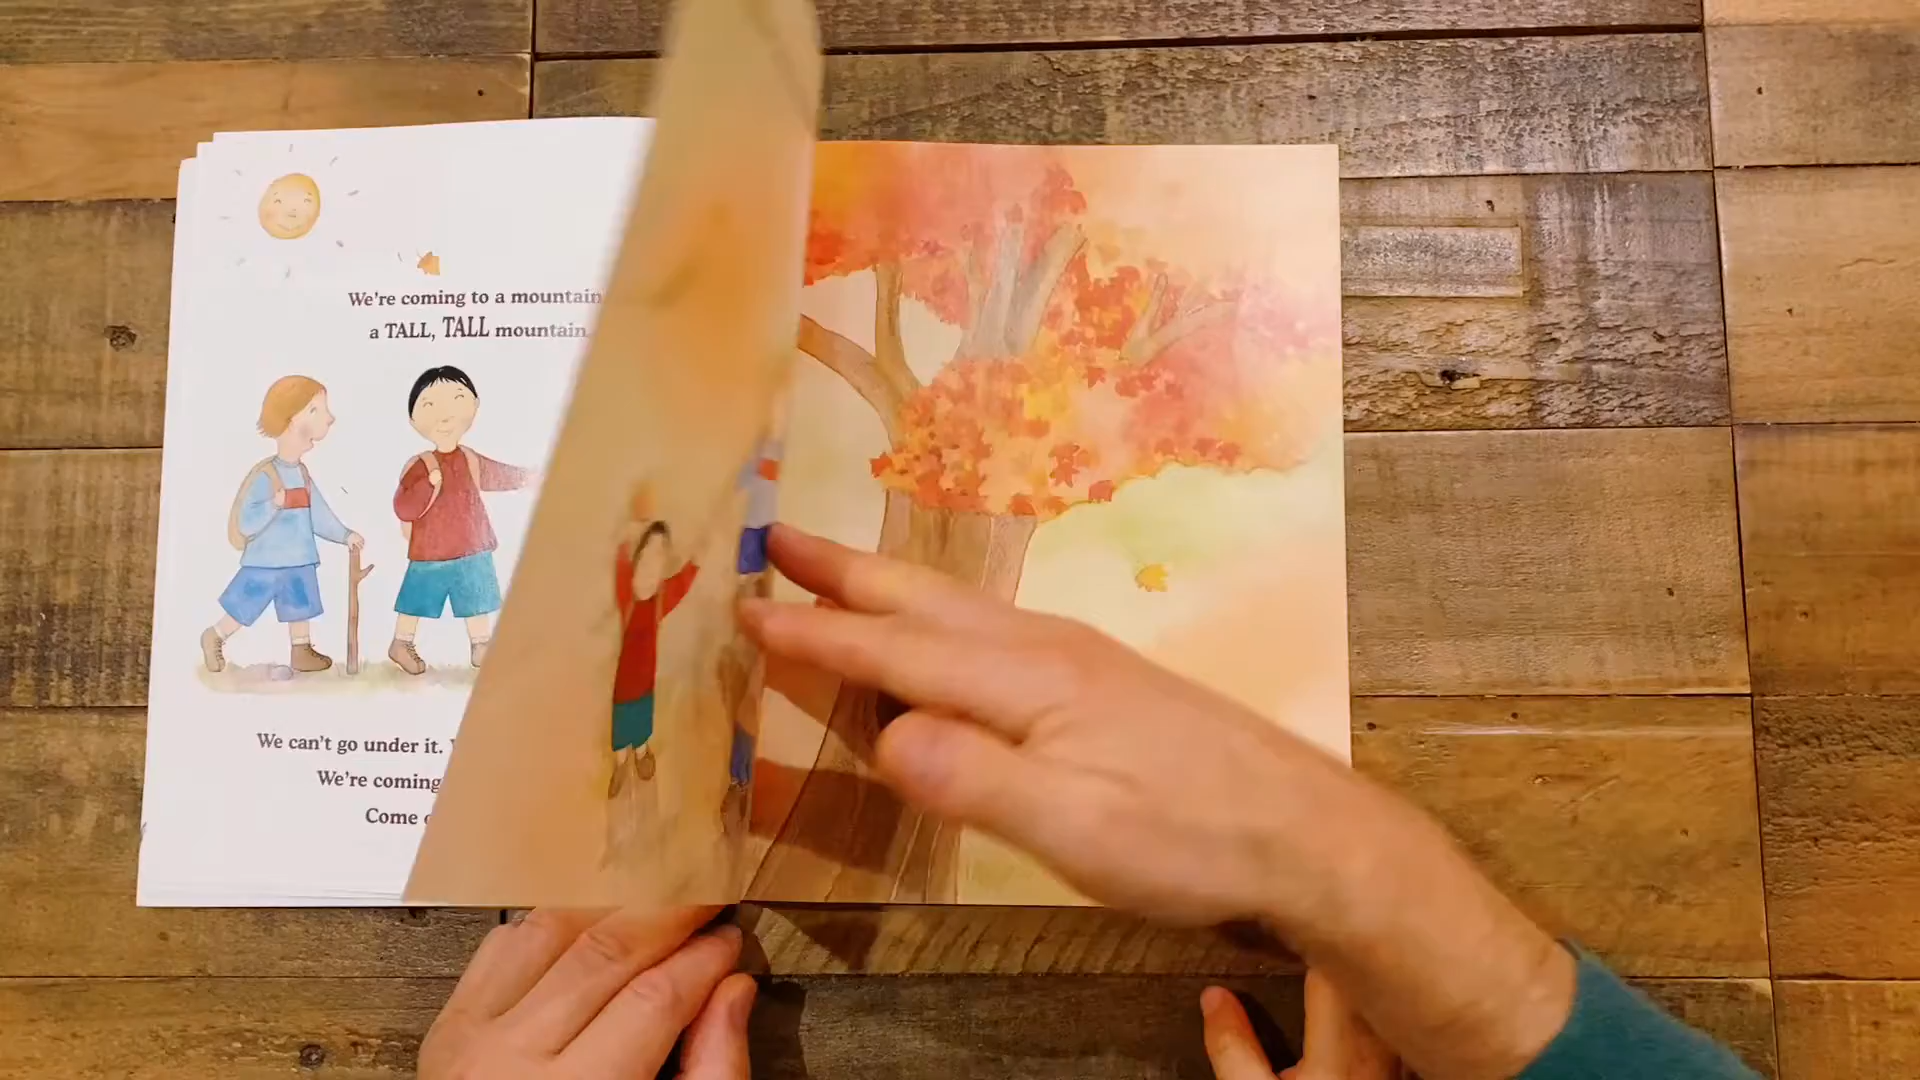 We're coming to a mountain
a TALL, TALL mountain
We can't go under it.
We're coming
Come